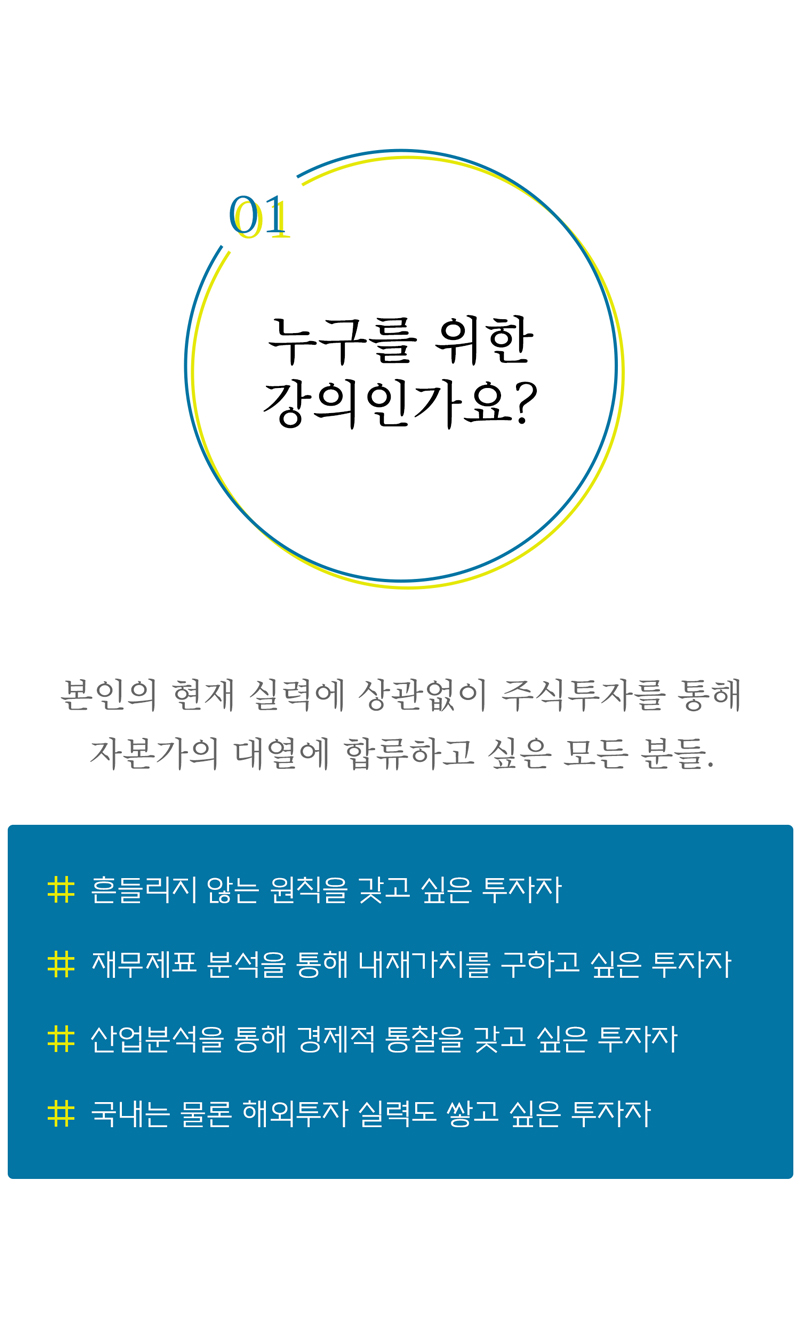 01
누구를 위한
강의인가요?
본인의 현재 실력에 상관없이 주식투자를 통해
자본가의 대열에 합류하고 싶은 모든 분들.
# 흔들리지 않는 원칙을 갖고 싶은 투자자
# 재무제표 분석을 통해 내재가치를 구하고 싶은 투자자
# 산업분석을 통해 경제적 통찰을 갖고 싶은 투자자
# 국내는 물론 해외투자 실력도 쌓고 싶은 투자자